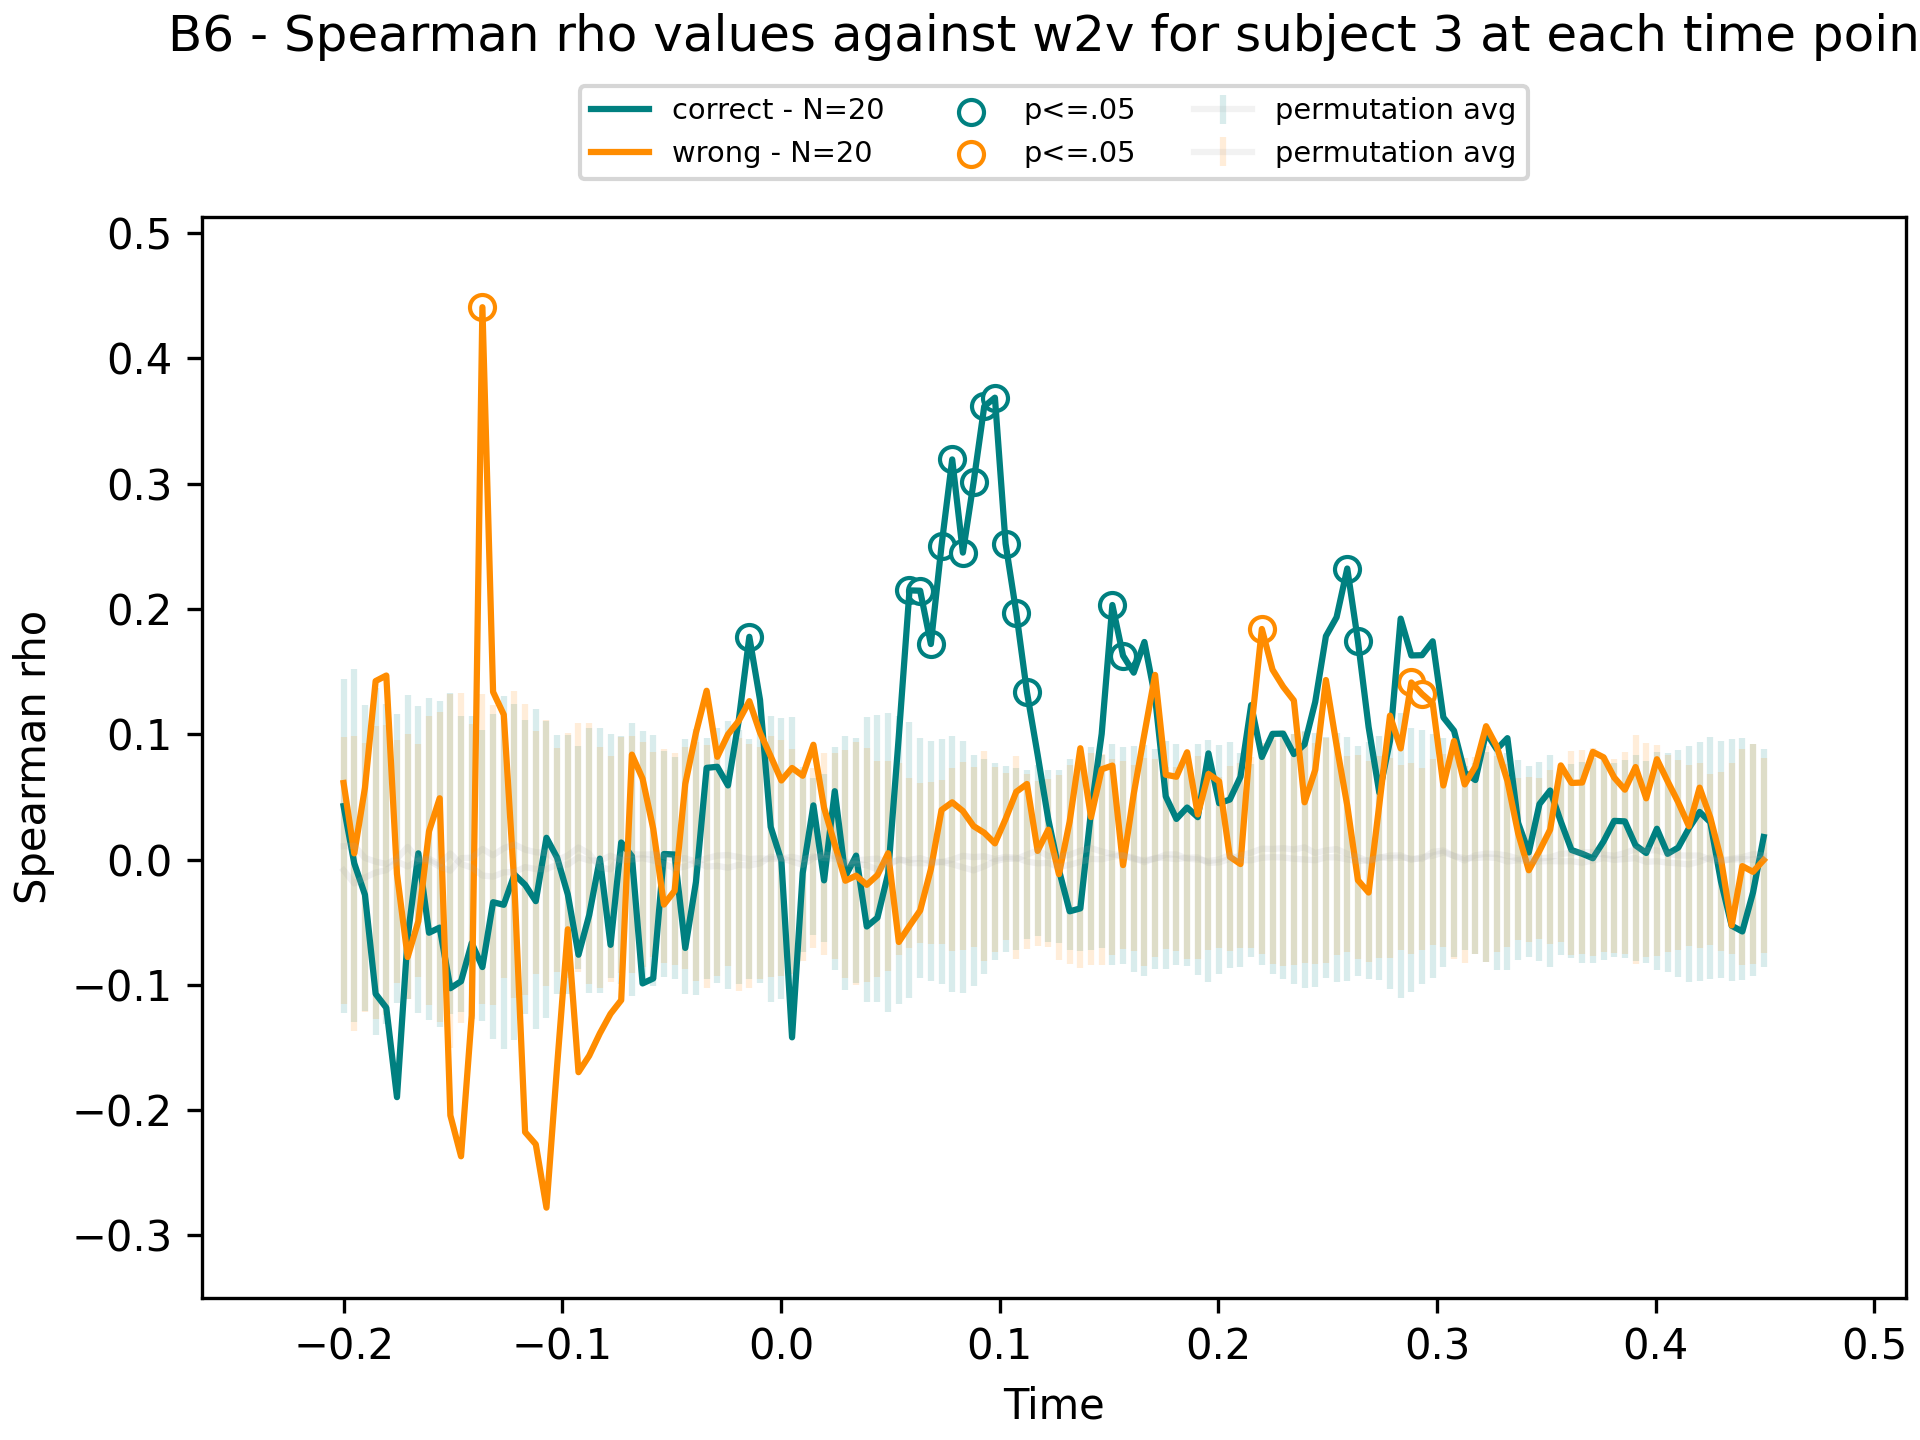 B6 - Spearman rho values against w2v for subject 3 at each time poin
correct - N=20
wrong - N=20
p<=.05
p<=.05
permutation avg
permutation avg
Spearman rho
0.5
0.4
0.3
0.2
0.1
0.0
−0.1
−0.2
−0.3
−0.2 −0.1 0.0 0.1 0.2 0.3 0.4 0.5
Time